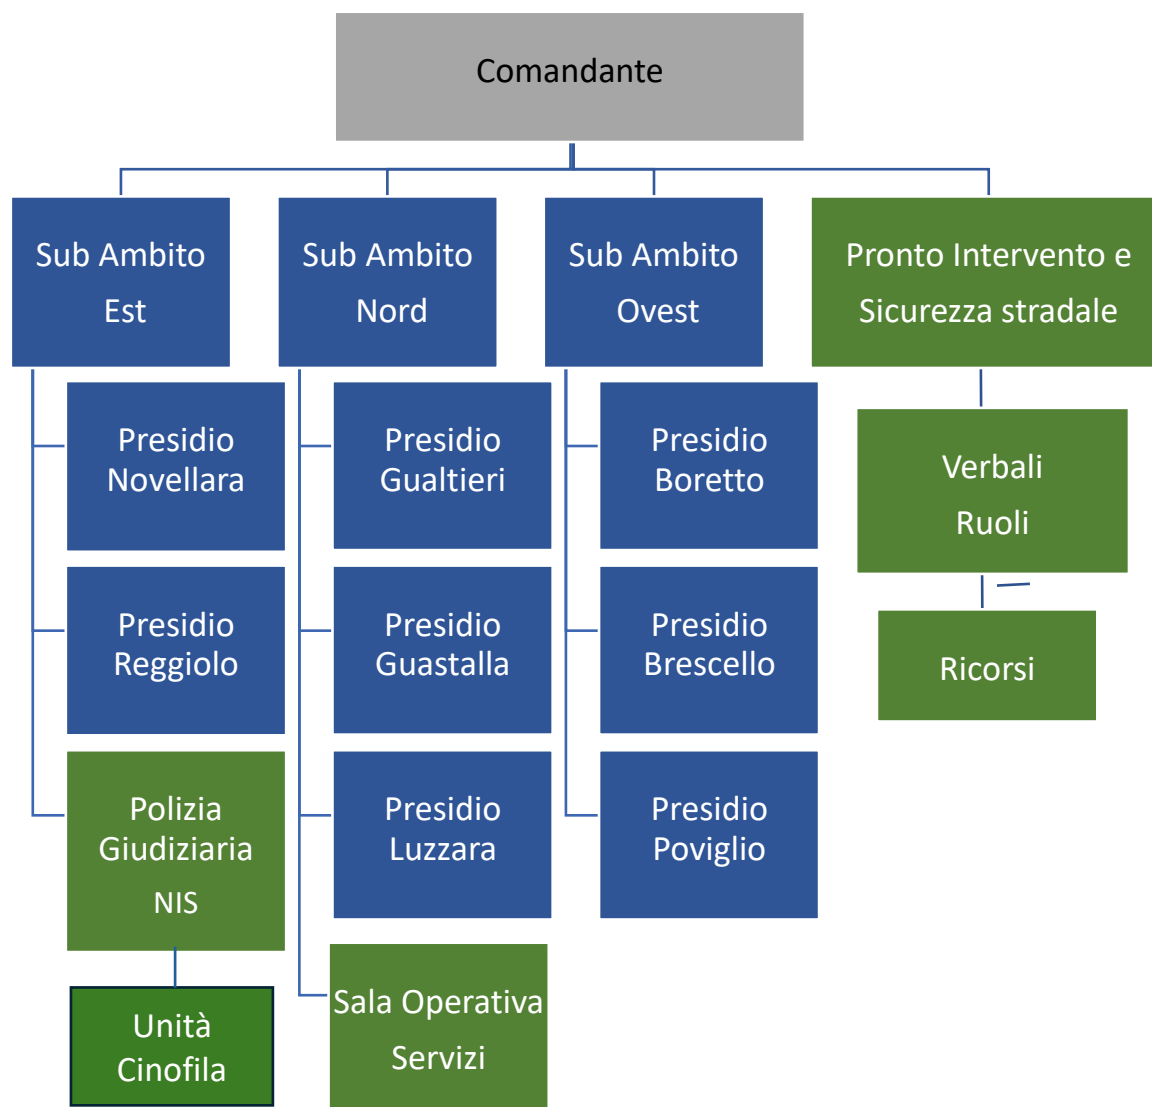 Comandante
Sub Ambito
Est
Sub Ambito
Nord
Sub Ambito
Ovest
Pronto Intervento e
Sicurezza stradale
Presidio
Novellara
Presidio
Reggiolo
Polizia
Giudiziaria
NIS
Unità
Cinofila
Presidio
Gualtieri
Presidio
Guastalla
Presidio
Luzzara
Sala Operativa
Servizi
Presidio
Boretto
Presidio
Brescello
Presidio
Poviglio
Verbali
Ruoli
Ricorsi